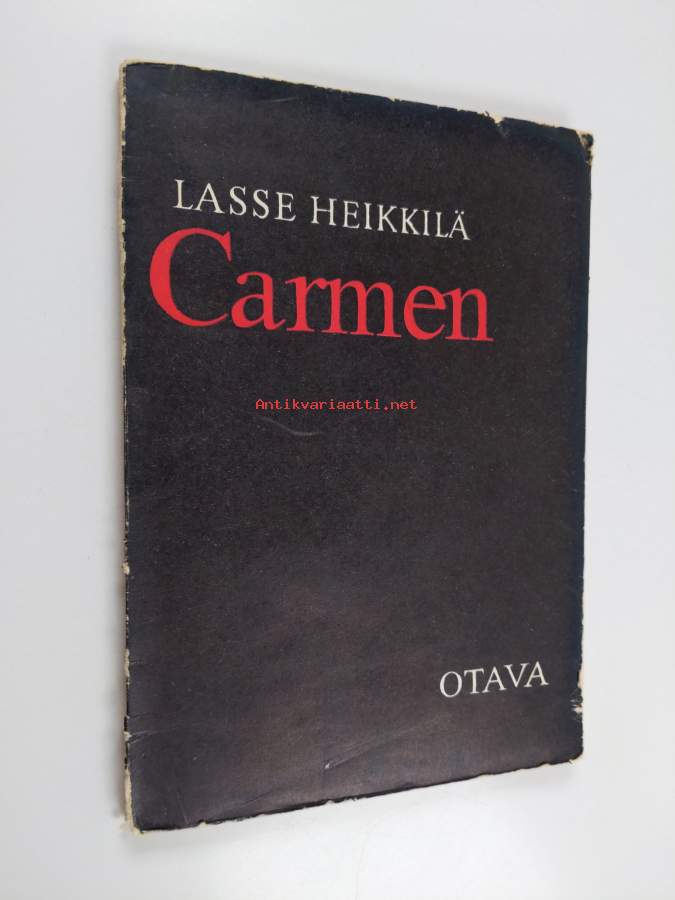 LASSE HEIKKILÄ
Carmen
Antikvariaatti.net
OTAVA